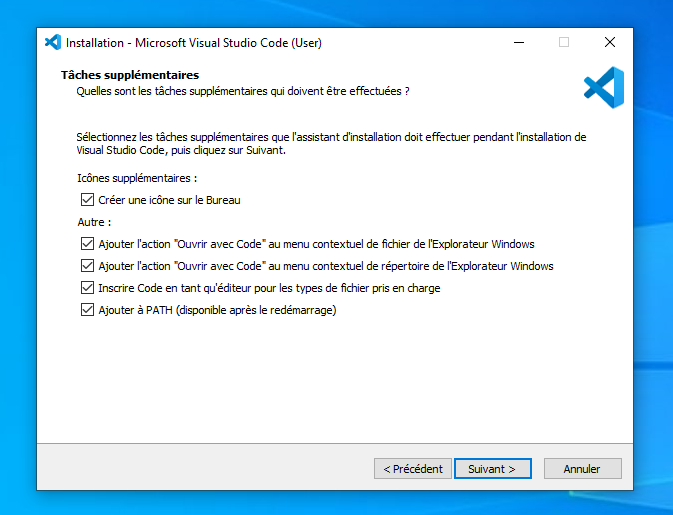 Installation - Microsoft Visual Studio Code (User)
Tâches supplémentaires
Quelles sont les tâches supplémentaires qui doivent être effectuées ?
Sélectionnez les tâches supplémentaires que l'assistant d'installation doit effectuer pendant l'installation de
Visual Studio Code, puis cliquez sur Suivant.
Icônes supplémentaires :
Créer une icône sur le Bureau
Autre :
Ajouter l'action "Ouvrir avec Code" au menu contextuel de fichier de l'Explorateur Windows
Ajouter l'action "Ouvrir avec Code" au menu contextuel de répertoire de l'Explorateur Windows
Inscrire Code en tant qu'éditeur pour les types de fichier pris en charge
Ajouter à PATH (disponible après le redémarrage)
< Précédent
Suivant >
Annuler